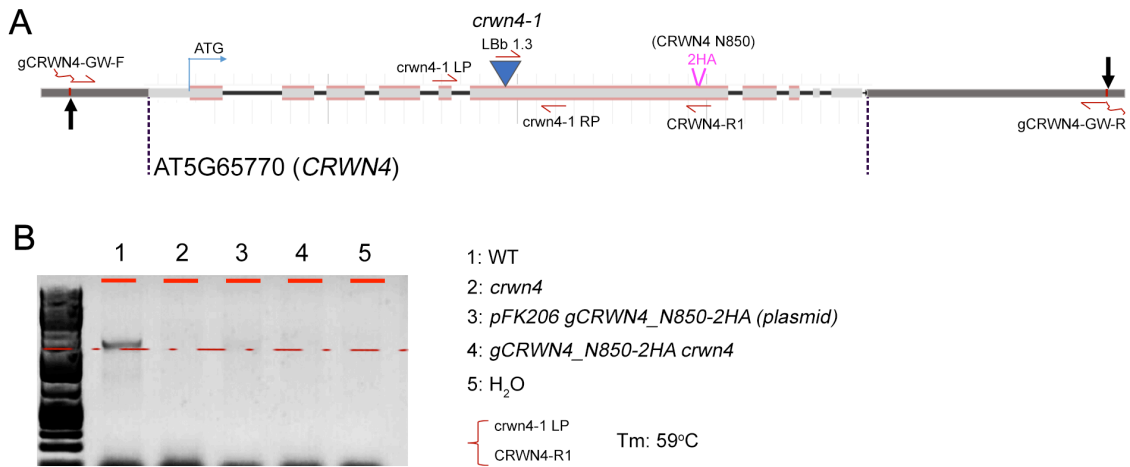 A
crwn4-1
gCRWN4-GW-F
ATG
LBb 1.3
(CRWN4 N850)
2HA
crwn4-1 LP
crwn4-1 RP
CRWN4-R1
gCRWN4-GW-R
AT5G65770 (CRWN4)
B
1 2 3 4 5
1: WT
2: crwn4
3: pFK206 gCRWN4_N850-2HA (plasmid)
4: gCRWN4_N850-2HA crwn4
5: H₂O
crwn4-1 LP
CRWN4-R1
Tm: 59°C